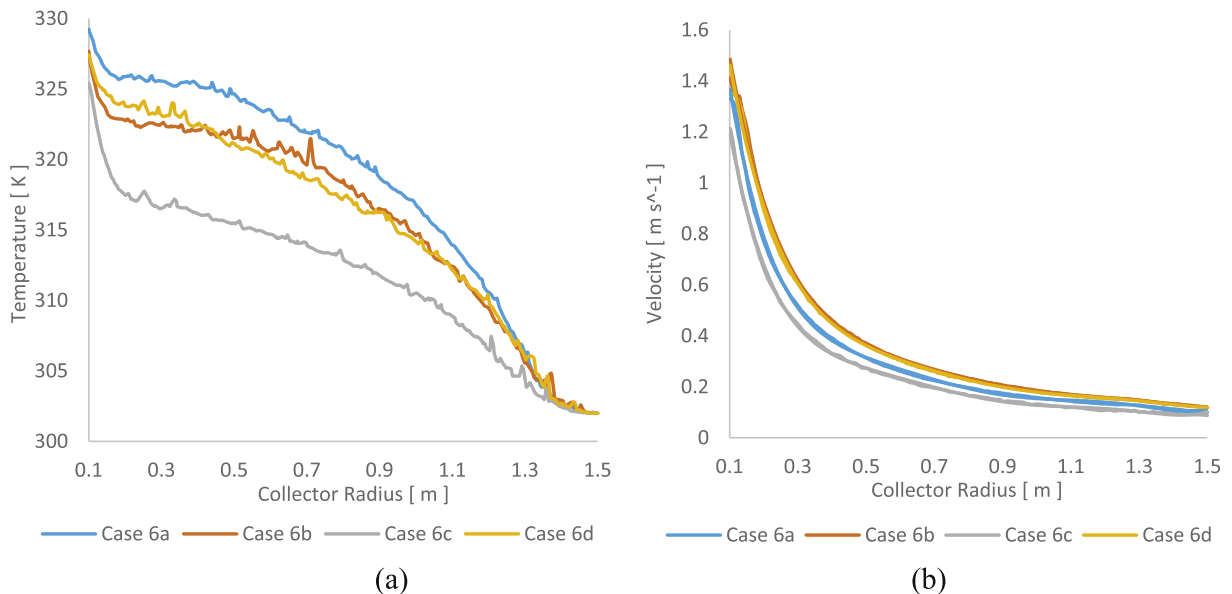 330
325
320
315
310
305
300
Temperature [ K ]
0.1 0.3 0.5 0.7 0.9 1.1 1.3 1.5
Collector Radius [ m ]
Case 6a Case 6b Case 6c Case 6d
(a)
1.6
1.4
1.2
1
0.8
0.6
0.4
0.2
0
Velocity [ m s^-1 ]
0.1 0.3 0.5 0.7 0.9 1.1 1.3 1.5
Collector Radius [ m ]
Case 6a Case 6b Case 6c Case 6d
(b)